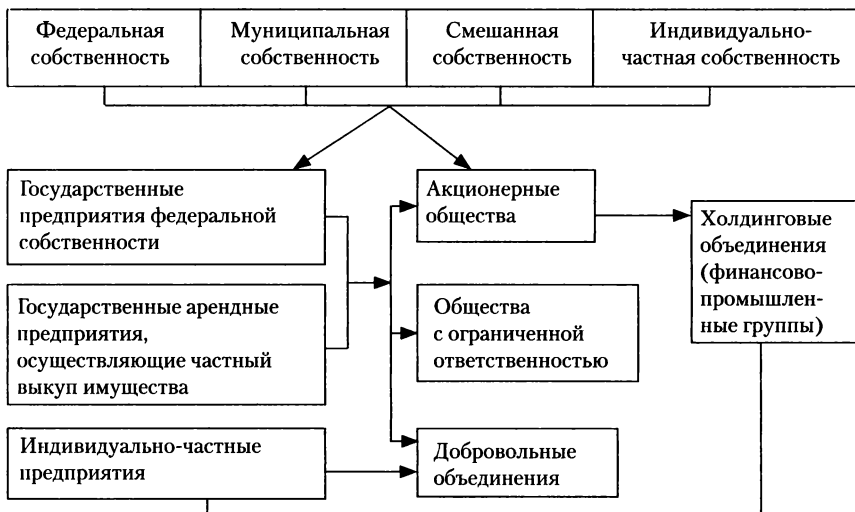 Федеральная
собственность
Муниципальная
собственность
Смешанная
собственность
Индивидуально-
частная собственность
Государственные
предприятия федеральной
собственности
Акционерные
общества
Холдинговые
объединения
(финансово-
промышлен-
ные группы)
Государственные арендные
предприятия,
осуществляющие частный
выкуп имущества
Общества
с ограниченной
ответственностью
Индивидуально-частные
предприятия
Добровольные
объединения